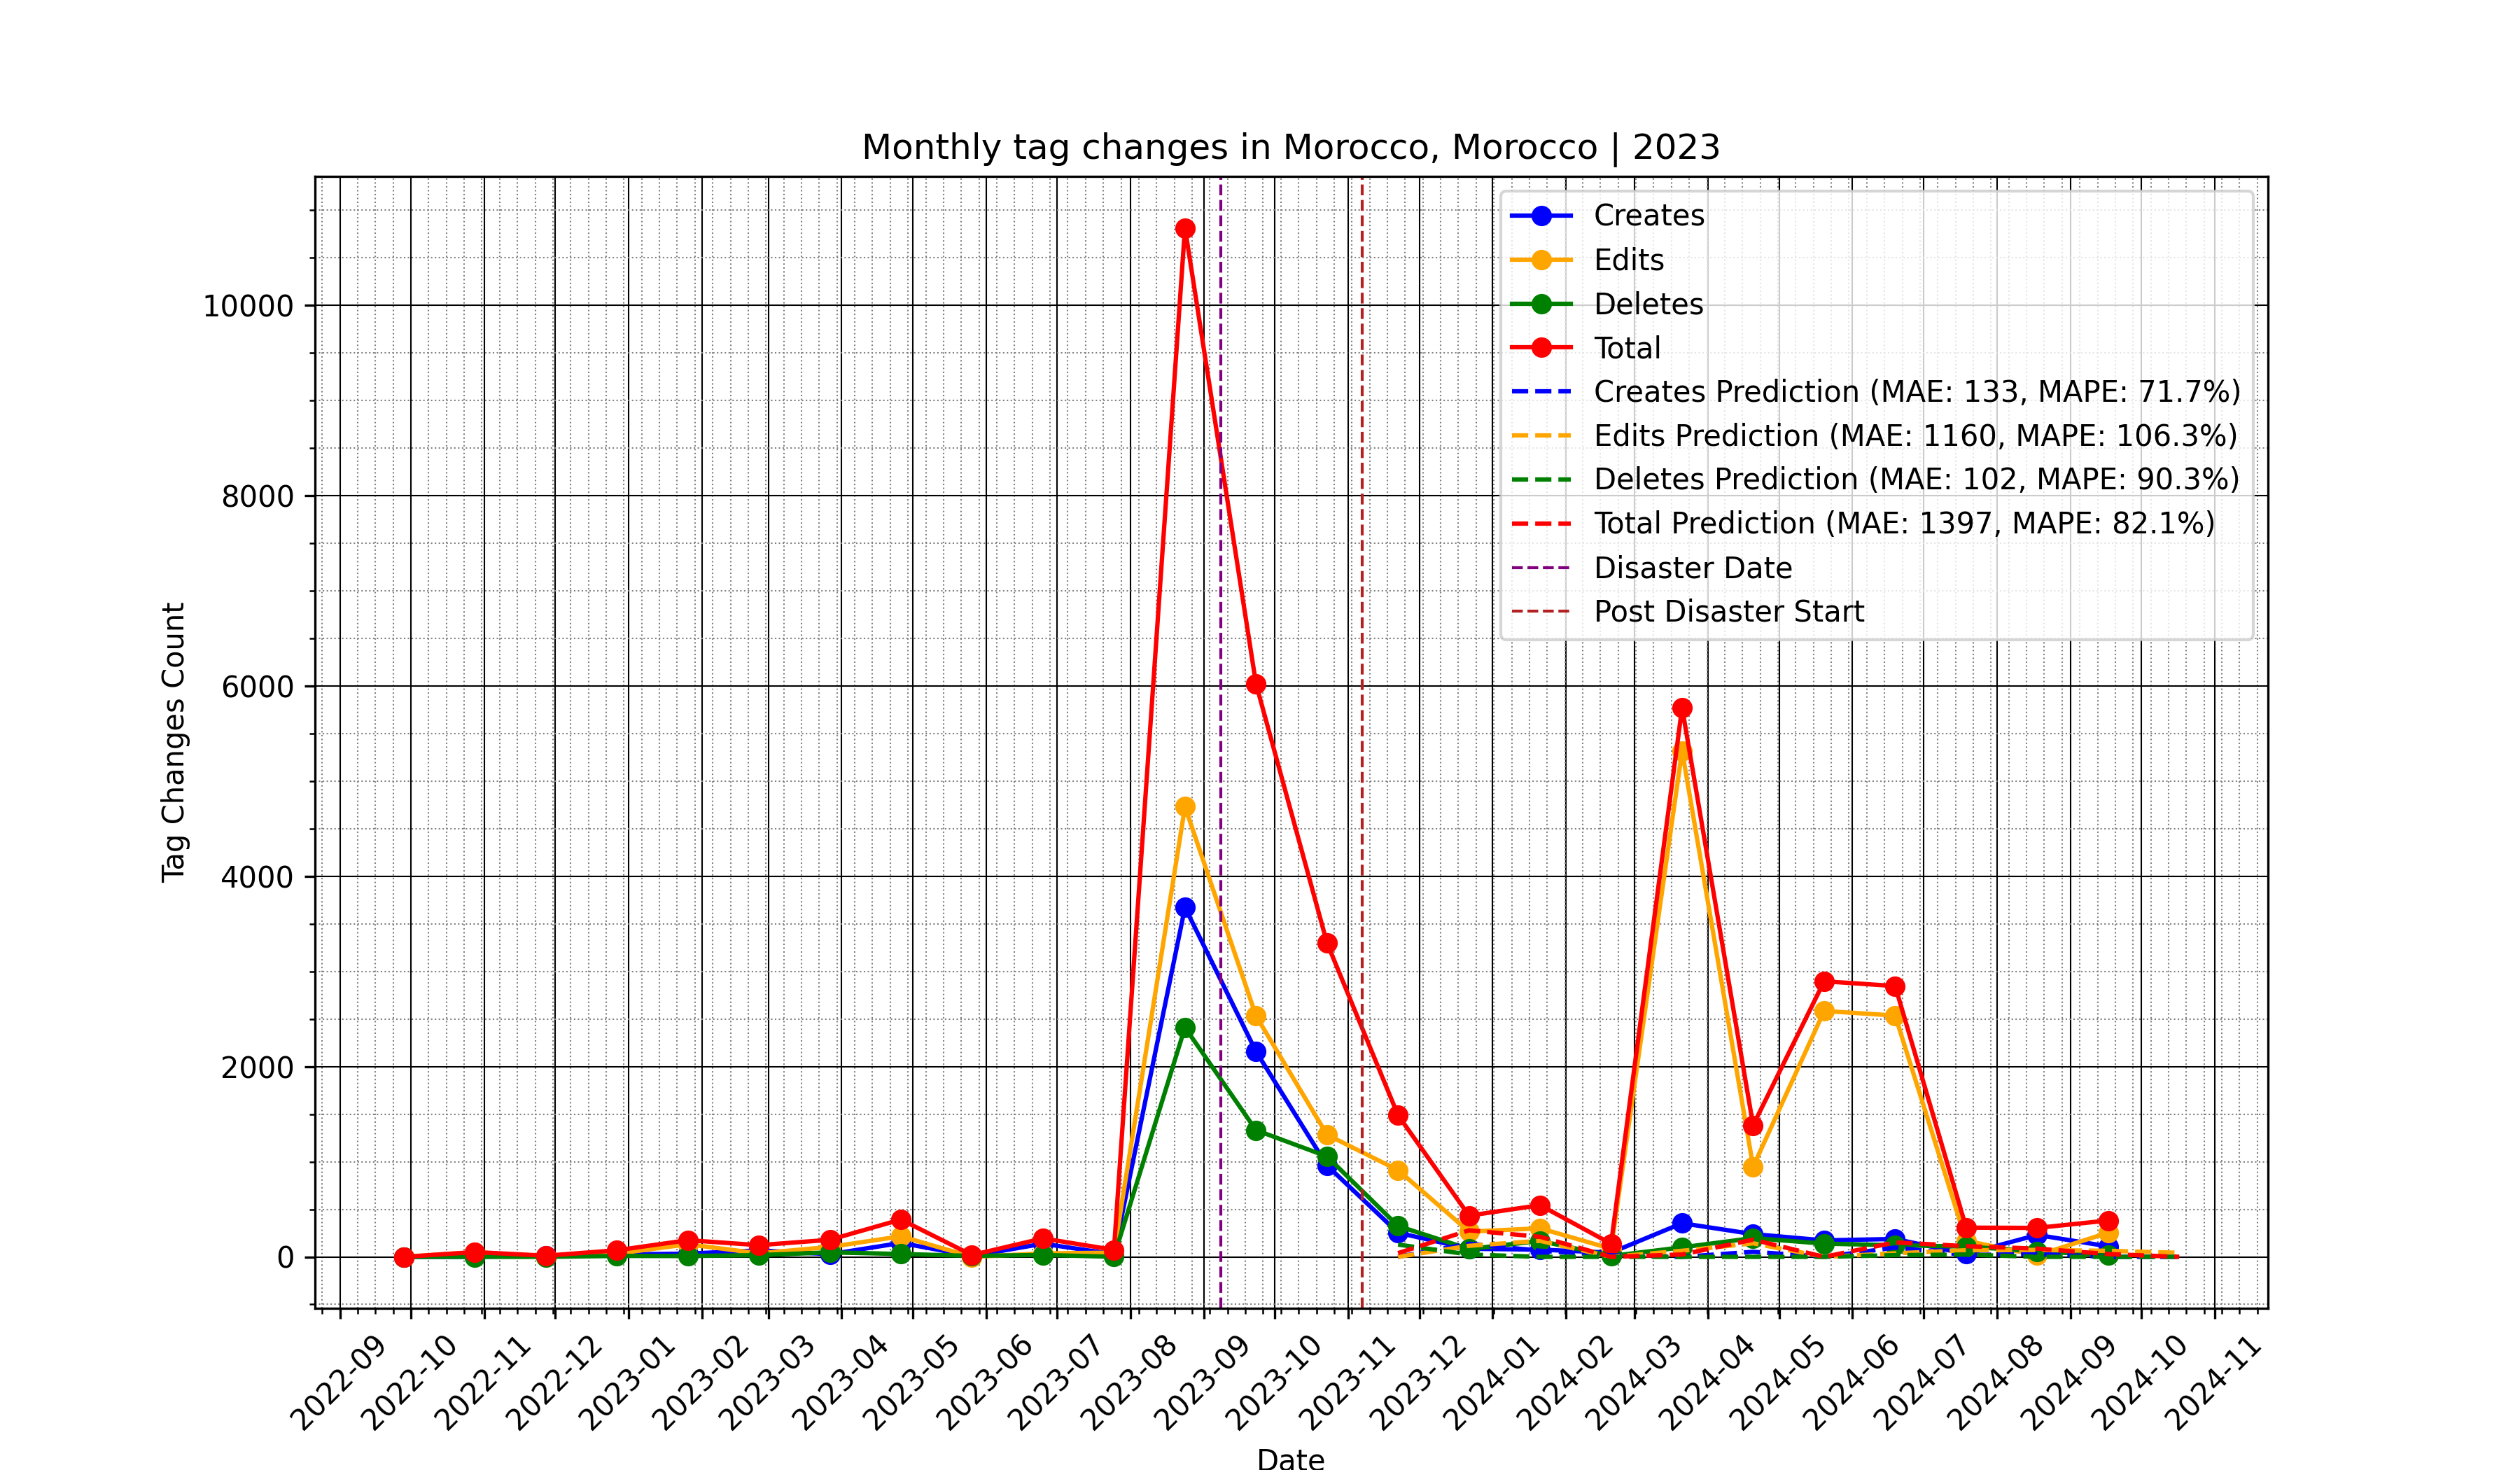 Monthly tag changes in Morocco, Morocco | 2023
Tag Changes Count
10000
8000
6000
4000
2000
0
Creates
Edits
Deletes
Total
Creates Prediction (MAE: 133, MAPE: 71.7%)
Edits Prediction (MAE: 1160, MAPE: 106.3%)
Deletes Prediction (MAE: 102, MAPE: 90.3%)
Total Prediction (MAE: 1397, MAPE: 82.1%)
Disaster Date
Post Disaster Start
2022-09
2022-10
2022-11
2022-12
2023-01
2023-02
2023-03
2023-04
2023-05
2023-06
2023-07
2023-08
2023-09
2023-10
2023-11
2023-12
2024-01
2024-02
2024-03
2024-04
2024-05
2024-06
2024-07
2024-08
2024-09
2024-10
2024-11
Date